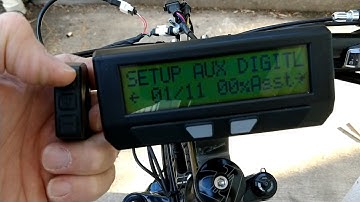 SETUP AUX DIGITL
← 01/11 00%Asst→